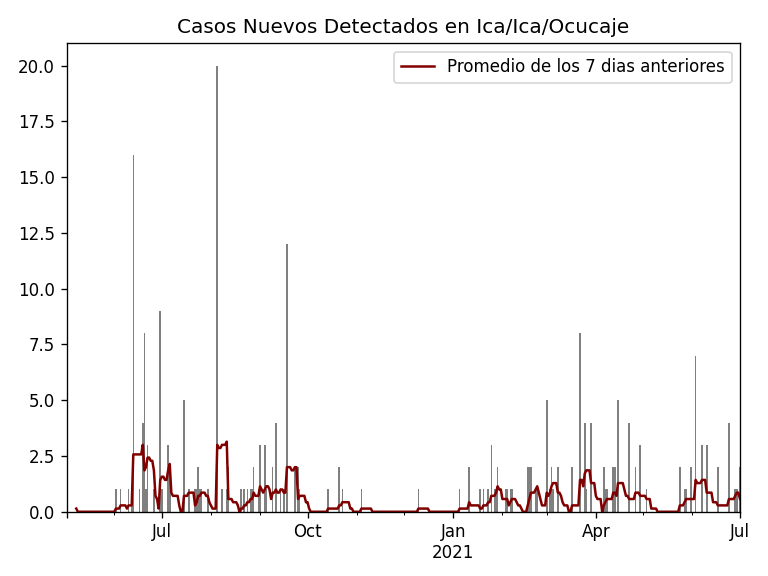 Casos Nuevos Detectados en Ica/Ica/Ocucaje
Promedio de los 7 dias anteriores
20.0
17.5
15.0
12.5
10.0
7.5
5.0
2.5
0.0
Jul
Oct
Jan
2021
Apr
Jul